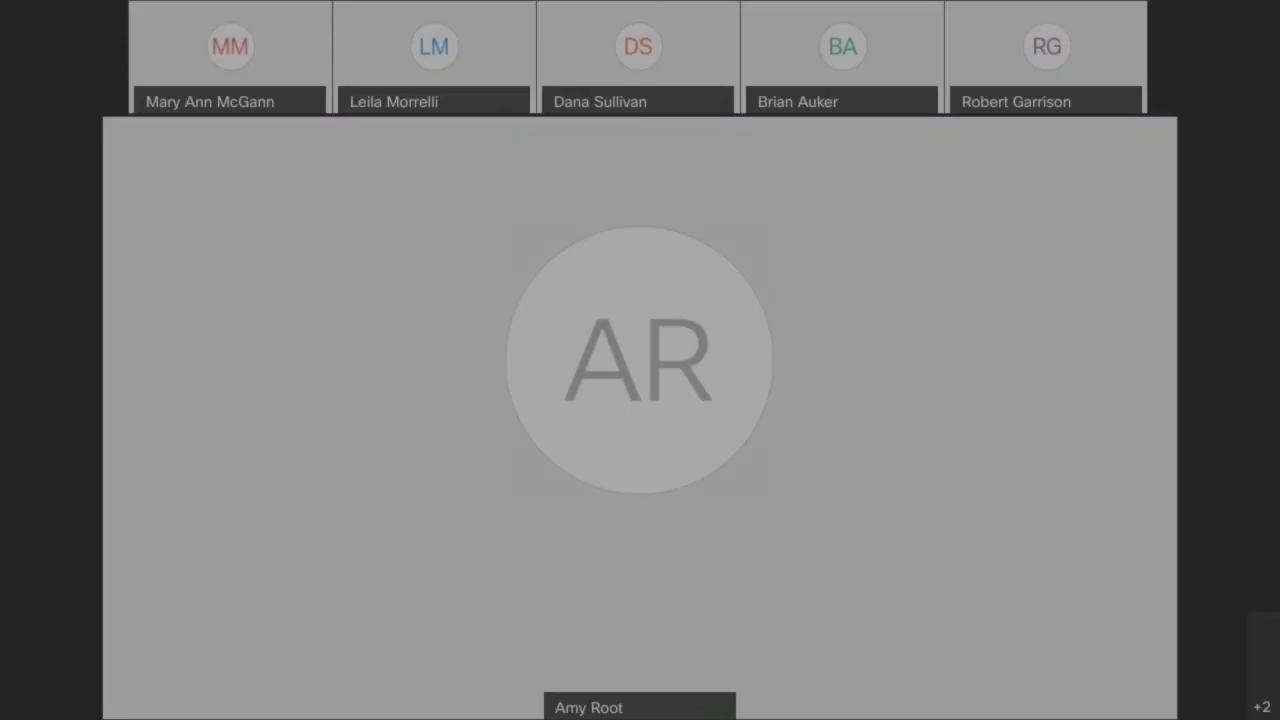 MM LM DS BA RG
Mary Ann McGann Leila Morrelli Dana Sullivan Brian Auker Robert Garrison
AR
Amy Root
+2